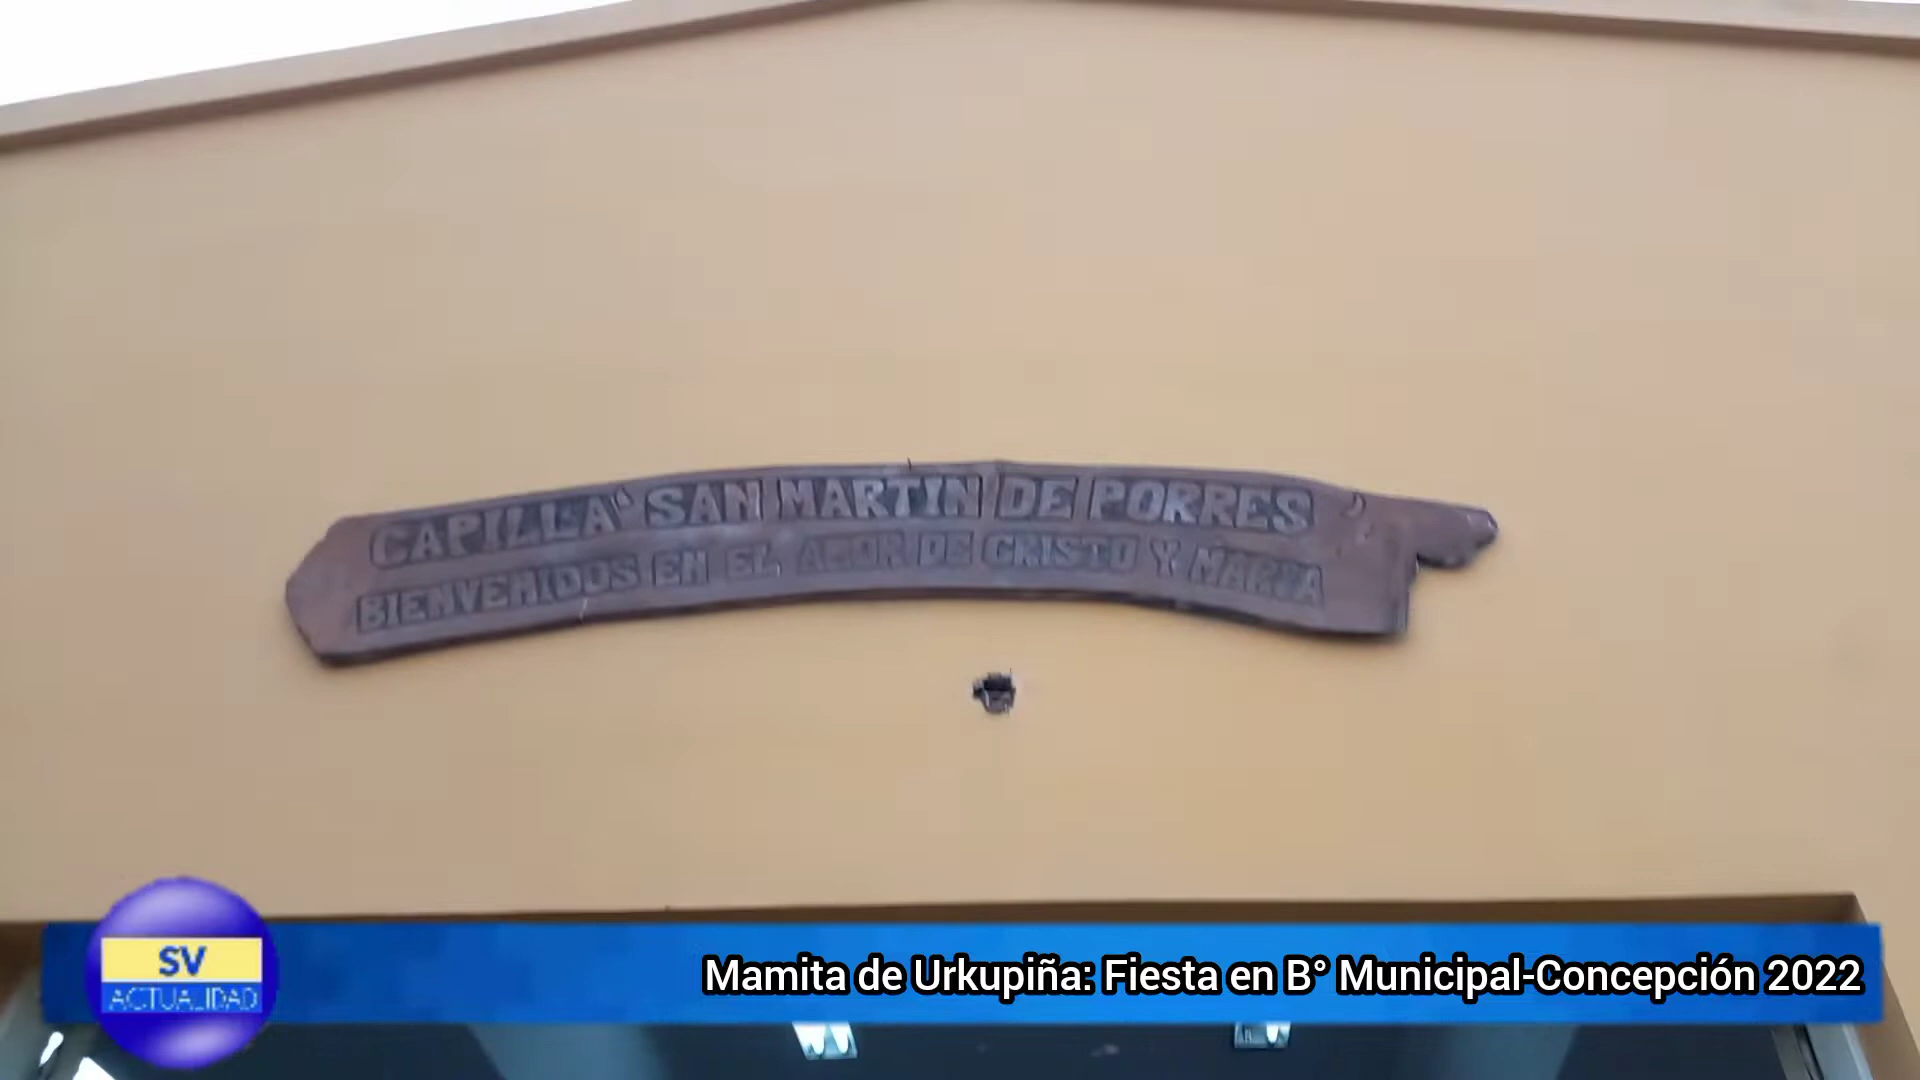 CAPILLA "SAN MARTIN DE PORRES"
BIENVENIDOS EN EL AMOR DE CRISTO Y MARIA
SV
ACTUALIDAD
Mamita de Urkupiña: Fiesta en B° Municipal-Concepción 2022